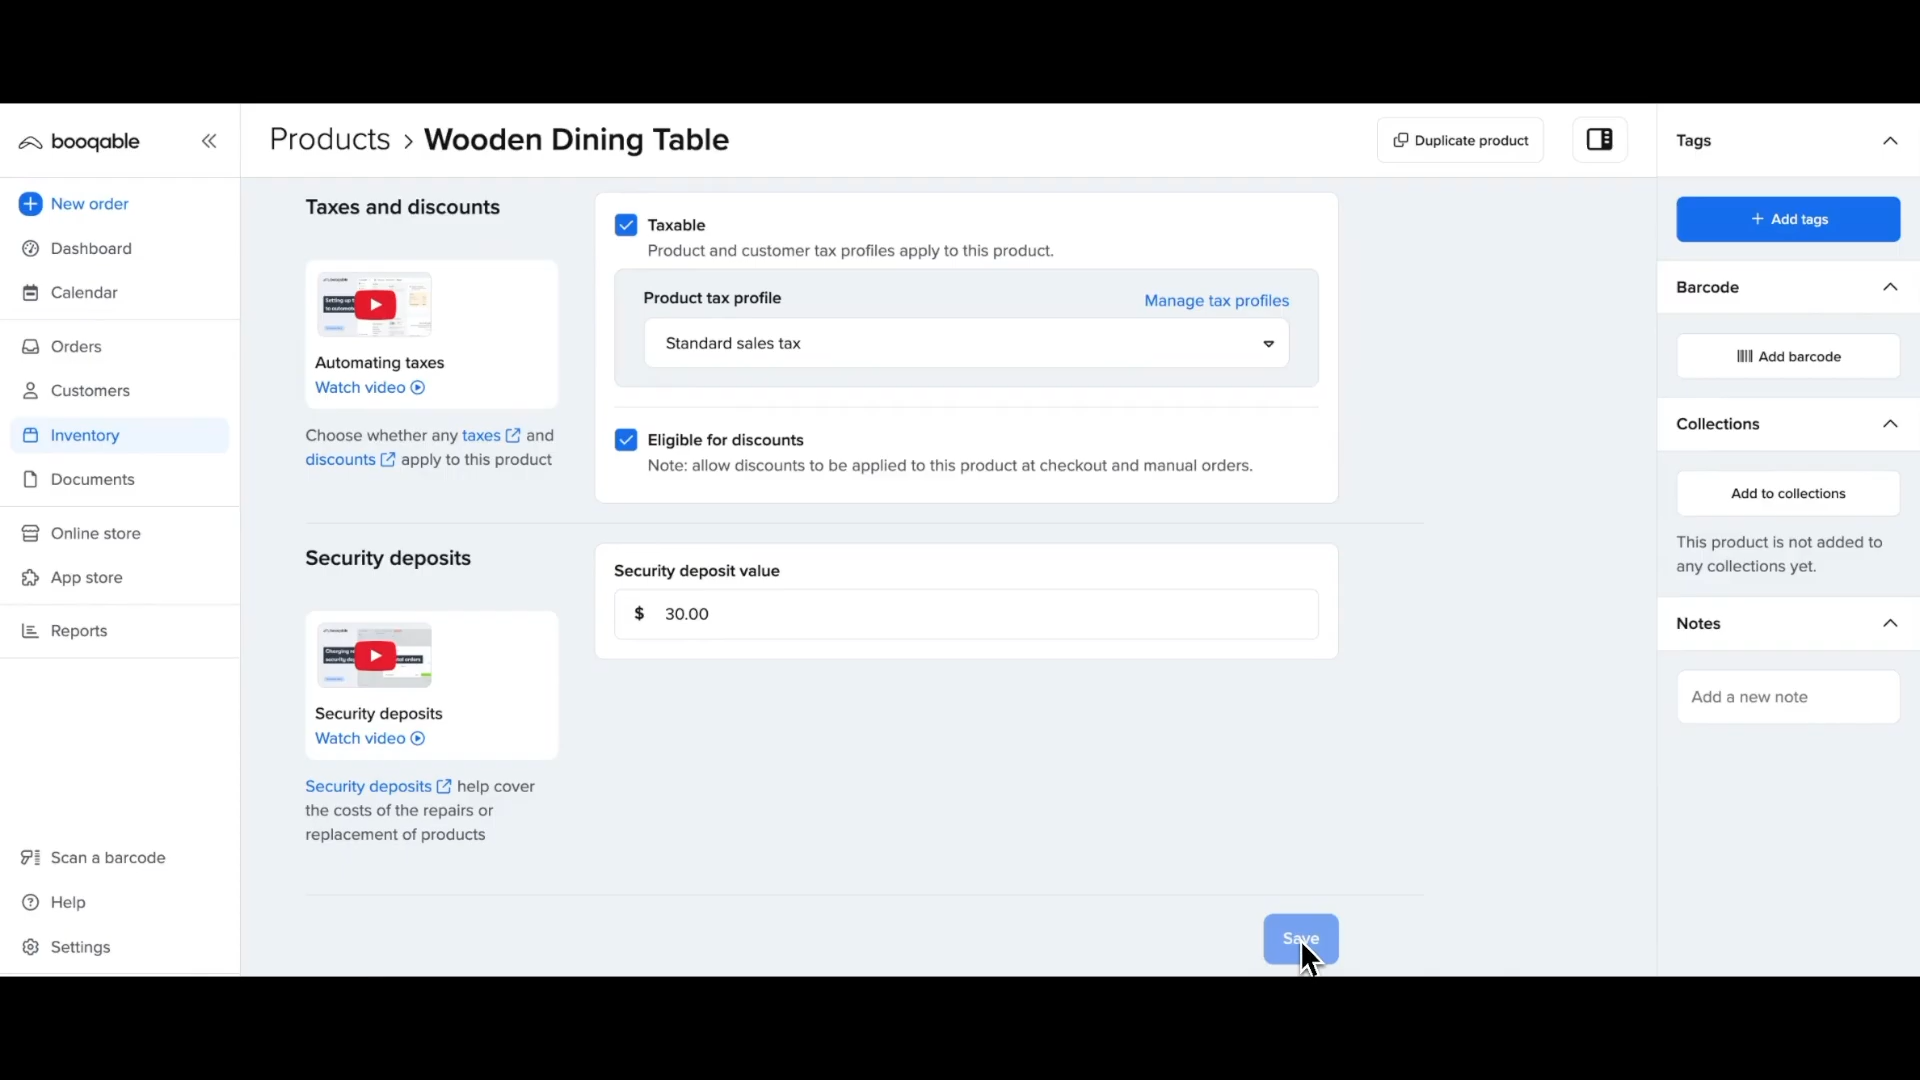 booqable
Products › Wooden Dining Table
Duplicate product
New order
Dashboard
Calendar
Orders
Customers
Inventory
Documents
Online store
App store
Reports
Scan a barcode
Help
Settings
Taxes and discounts
Automating taxes
Watch video
Choose whether any taxes and
discounts apply to this product
Taxable
Product and customer tax profiles apply to this product.
Product tax profile
Manage tax profiles
Standard sales tax
Eligible for discounts
Note: allow discounts to be applied to this product at checkout and manual orders.
Security deposits
Security deposits
Watch video
Security deposits help cover
the costs of the repairs or
replacement of products
Security deposit value
$ 30.00
Save
Tags
+ Add tags
Barcode
Add barcode
Collections
Add to collections
This product is not added to
any collections yet.
Notes
Add a new note